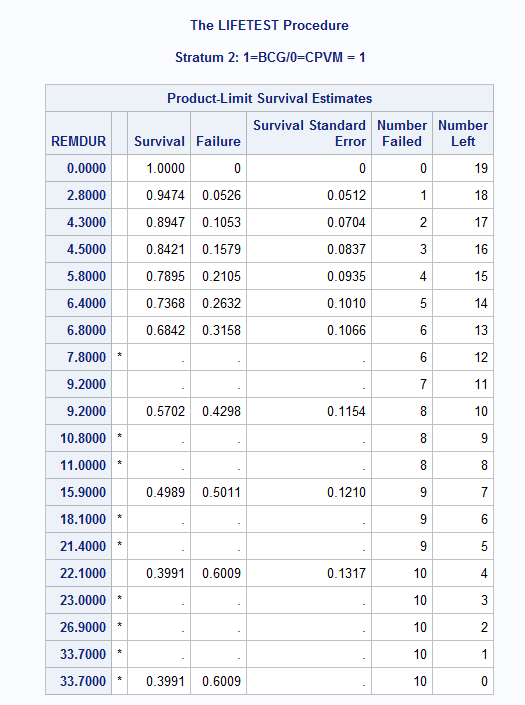 The LIFETEST Procedure
Stratum 2: 1=BCG/0=CPVM = 1
Product-Limit Survival Estimates
REMDUR Survival Failure Survival Standard Error Number Failed Number Left
0.0000 1.0000 0 0 0 19
2.8000 0.9474 0.0526 0.0512 1 18
4.3000 0.8947 0.1053 0.0704 2 17
4.5000 0.8421 0.1579 0.0837 3 16
5.8000 0.7895 0.2105 0.0935 4 15
6.4000 0.7368 0.2632 0.1010 5 14
6.8000 0.6842 0.3158 0.1066 6 13
7.8000 * . . . 6 12
9.2000 . . . 7 11
9.2000 0.5702 0.4298 0.1154 8 10
10.8000 * . . . 8 9
11.0000 * . . . 8 8
15.9000 0.4989 0.5011 0.1210 9 7
18.1000 * . . . 9 6
21.4000 * . . . 9 5
22.1000 0.3991 0.6009 0.1317 10 4
23.0000 * . . . 10 3
26.9000 * . . . 10 2
33.7000 * . . . 10 1
33.7000 * 0.3991 0.6009 . 10 0